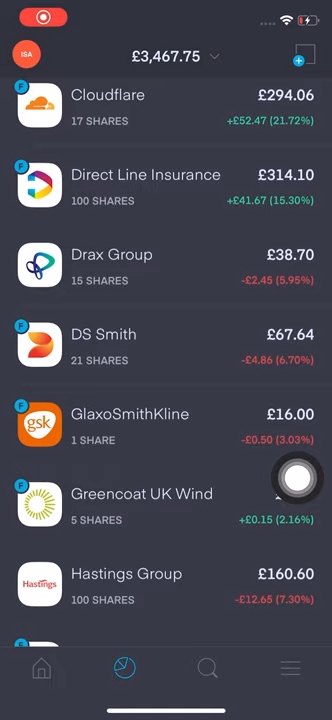 ISA
£3,467.75
F
Cloudflare
£294.06
17 SHARES
+£52.47 (21.72%)
F
Direct Line Insurance
£314.10
100 SHARES
+£41.67 (15.30%)
Drax Group
£38.70
15 SHARES
-£2.45 (5.95%)
F
DS Smith
£67.64
21 SHARES
-£4.86 (6.70%)
F
gsk
GlaxoSmithKline
£16.00
1 SHARE
-£0.50 (3.03%)
F
Greencoat UK Wind
5 SHARES
+£0.15 (2.16%)
Hastings
Hastings Group
£160.60
100 SHARES
-£12.65 (7.30%)
F